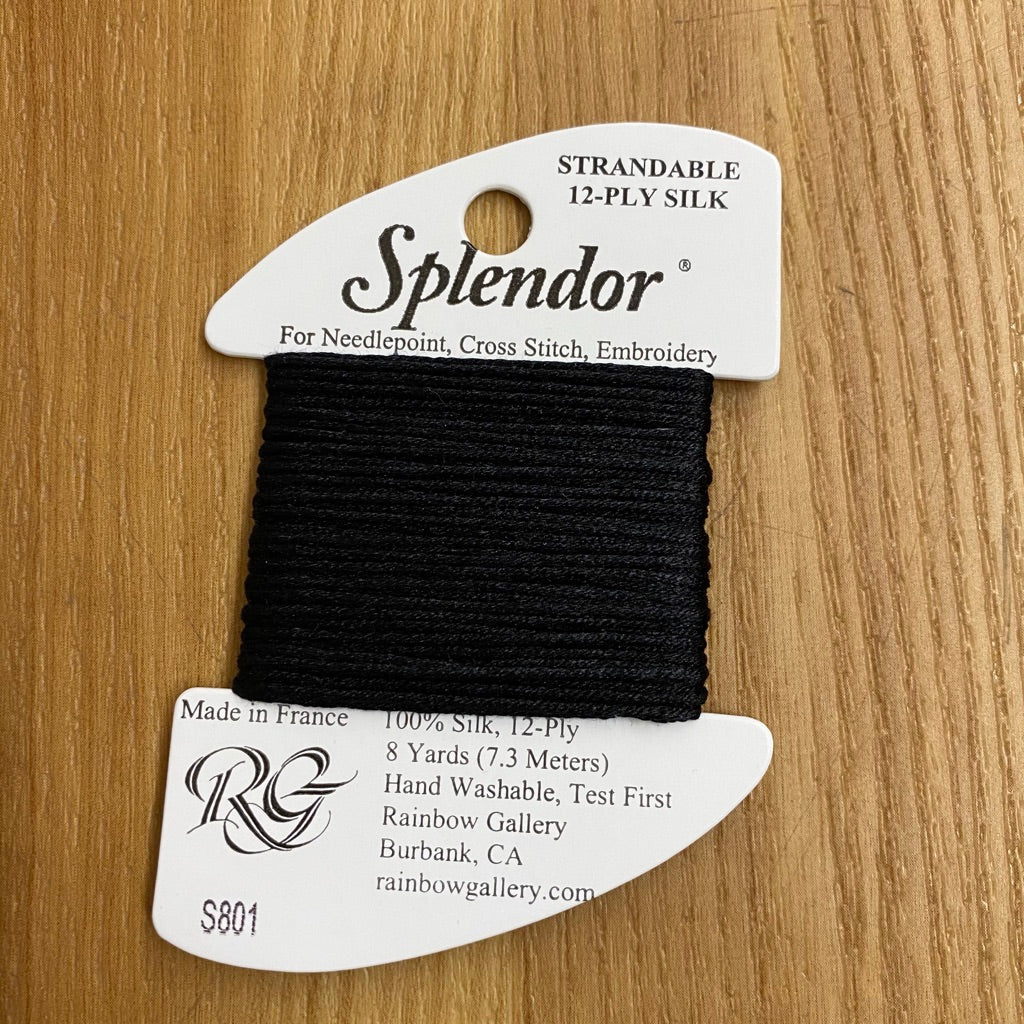 STRANDABLE
12-PLY SILK
Splendor ®
For Needlepoint, Cross Stitch, Embroidery
Made in France
RG
S801
100% Silk, 12-Ply
8 Yards (7.3 Meters)
Hand Washable, Test First
Rainbow Gallery
Burbank, CA
rainbowgallery.com